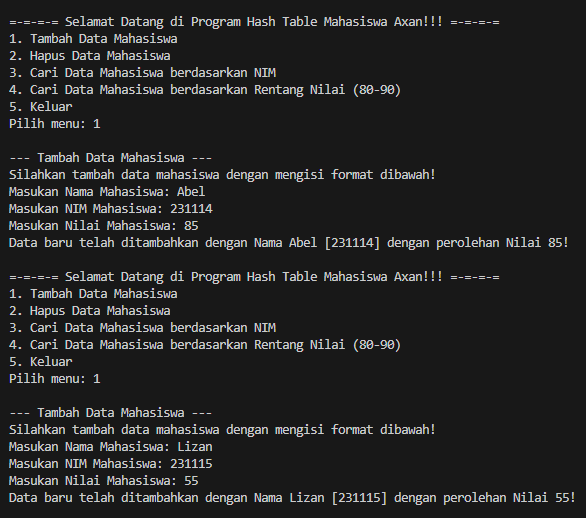 =-=-=-= Selamat Datang di Program Hash Table Mahasiswa Axan!!! =-=-=-=
1. Tambah Data Mahasiswa
2. Hapus Data Mahasiswa
3. Cari Data Mahasiswa berdasarkan NIM
4. Cari Data Mahasiswa berdasarkan Rentang Nilai (80-90)
5. Keluar
Pilih menu: 1
--- Tambah Data Mahasiswa ---
Silahkan tambah data mahasiswa dengan mengisi format dibawah!
Masukan Nama Mahasiswa: Abel
Masukan NIM Mahasiswa: 231114
Masukan Nilai Mahasiswa: 85
Data baru telah ditambahkan dengan Nama Abel [231114] dengan perolehan Nilai 85!
=-=-=-= Selamat Datang di Program Hash Table Mahasiswa Axan!!! =-=-=-=
1. Tambah Data Mahasiswa
2. Hapus Data Mahasiswa
3. Cari Data Mahasiswa berdasarkan NIM
4. Cari Data Mahasiswa berdasarkan Rentang Nilai (80-90)
5. Keluar
Pilih menu: 1
--- Tambah Data Mahasiswa ---
Silahkan tambah data mahasiswa dengan mengisi format dibawah!
Masukan Nama Mahasiswa: Lizan
Masukan NIM Mahasiswa: 231115
Masukan Nilai Mahasiswa: 55
Data baru telah ditambahkan dengan Nama Lizan [231115] dengan perolehan Nilai 55!